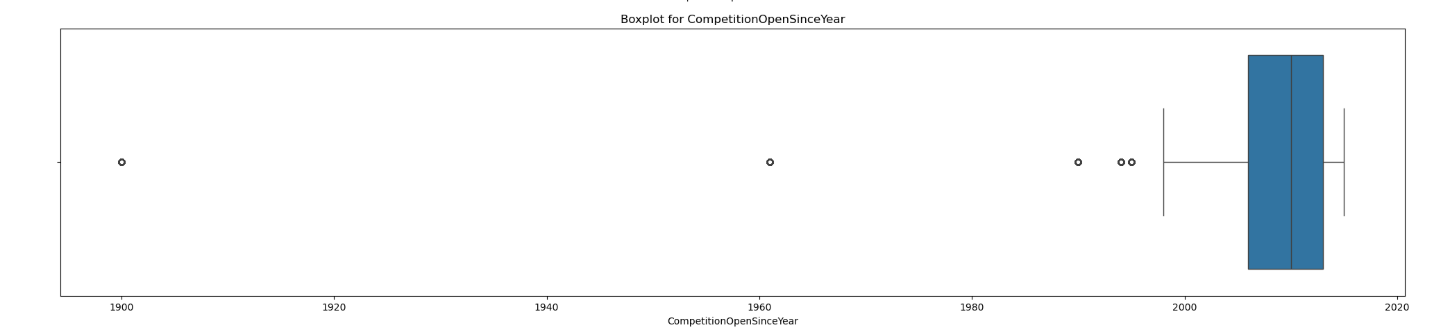 Boxplot for CompetitionOpenSinceYear
1900 1920 1940 1960 1980 2000 2020
CompetitionOpenSinceYear